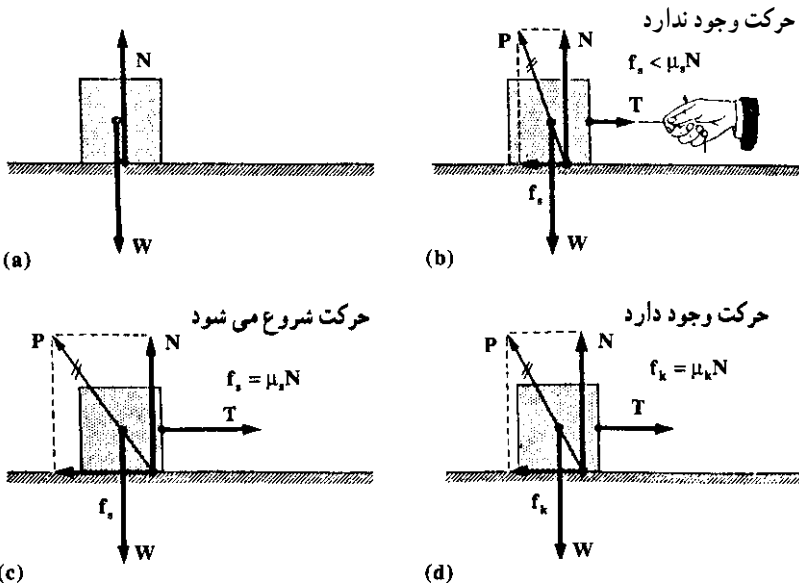 N
W
(a)
حرکت وجود ندارد
P
N
f_s < μ_sN
T
f_s
W
(b)
حرکت شروع می شود
P
N
f_s = μ_sN
T
f_s
W
(c)
حرکت وجود دارد
P
N
f_k = μ_kN
T
f_k
W
(d)